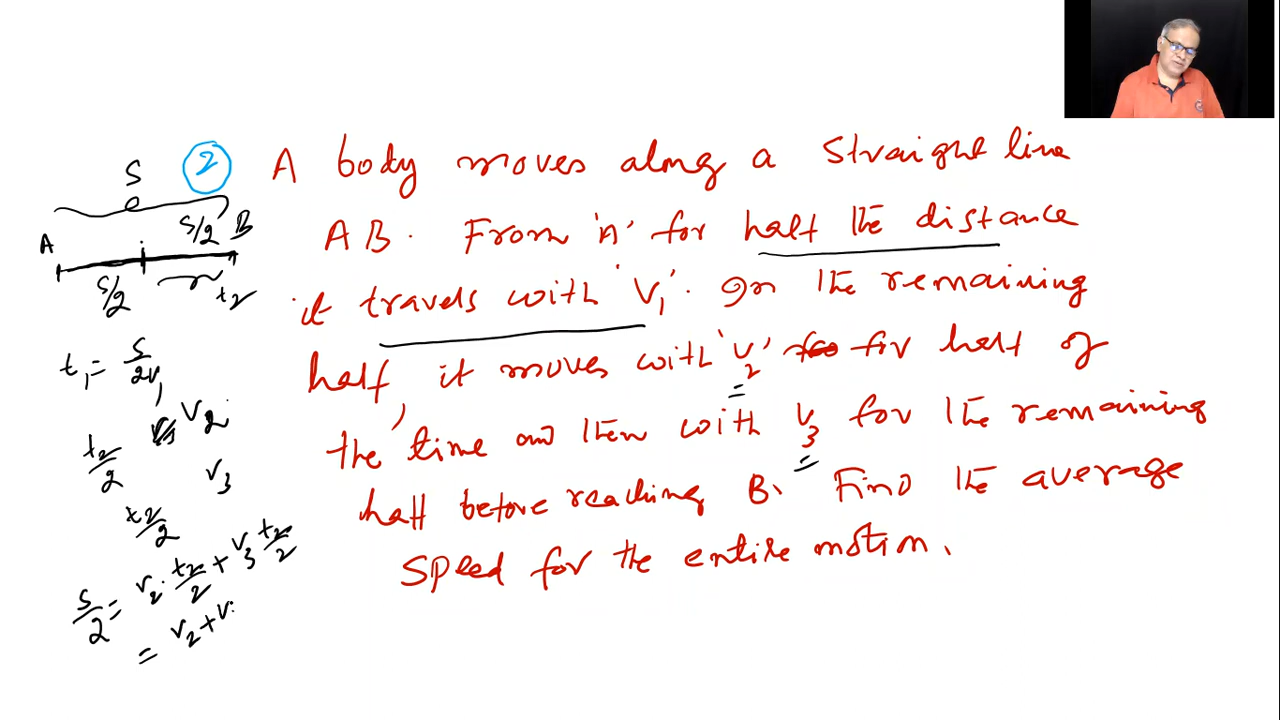 2
A body moves along a straight line
AB. From 'A' for half the distance
it travels with 'V₁'. In the remaining
half, it moves with 'V₂' for half of
the time and then with V₃ for the remaining
half before reaching B. Find the average
speed for the entire motion.
S
S/2 B
A
S/2 t₂
t₁ = S/2V₁
V₂
t₂/2
V₃
t₂/2
S/2 = V₂ · t₂/2 + V₃ t₂/2
= V₂ + V